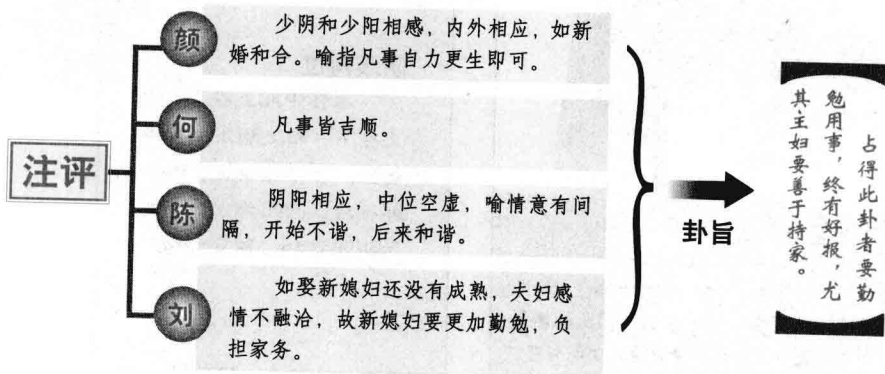 注评
颜
少阴和少阳相感，内外相应，如新
婚和合。喻指凡事自力更生即可。
何
凡事皆吉顺。
陈
阴阳相应，中位空虚，喻情意有间
隔，开始不谐，后来和谐。
刘
如娶新媳妇还没有成熟，夫妇感
情不融洽，故新媳妇要更加勤勉，负
担家务。
卦旨
占得此卦者要勤
勉用事，终有好报，尤
其主妇要善于持家。